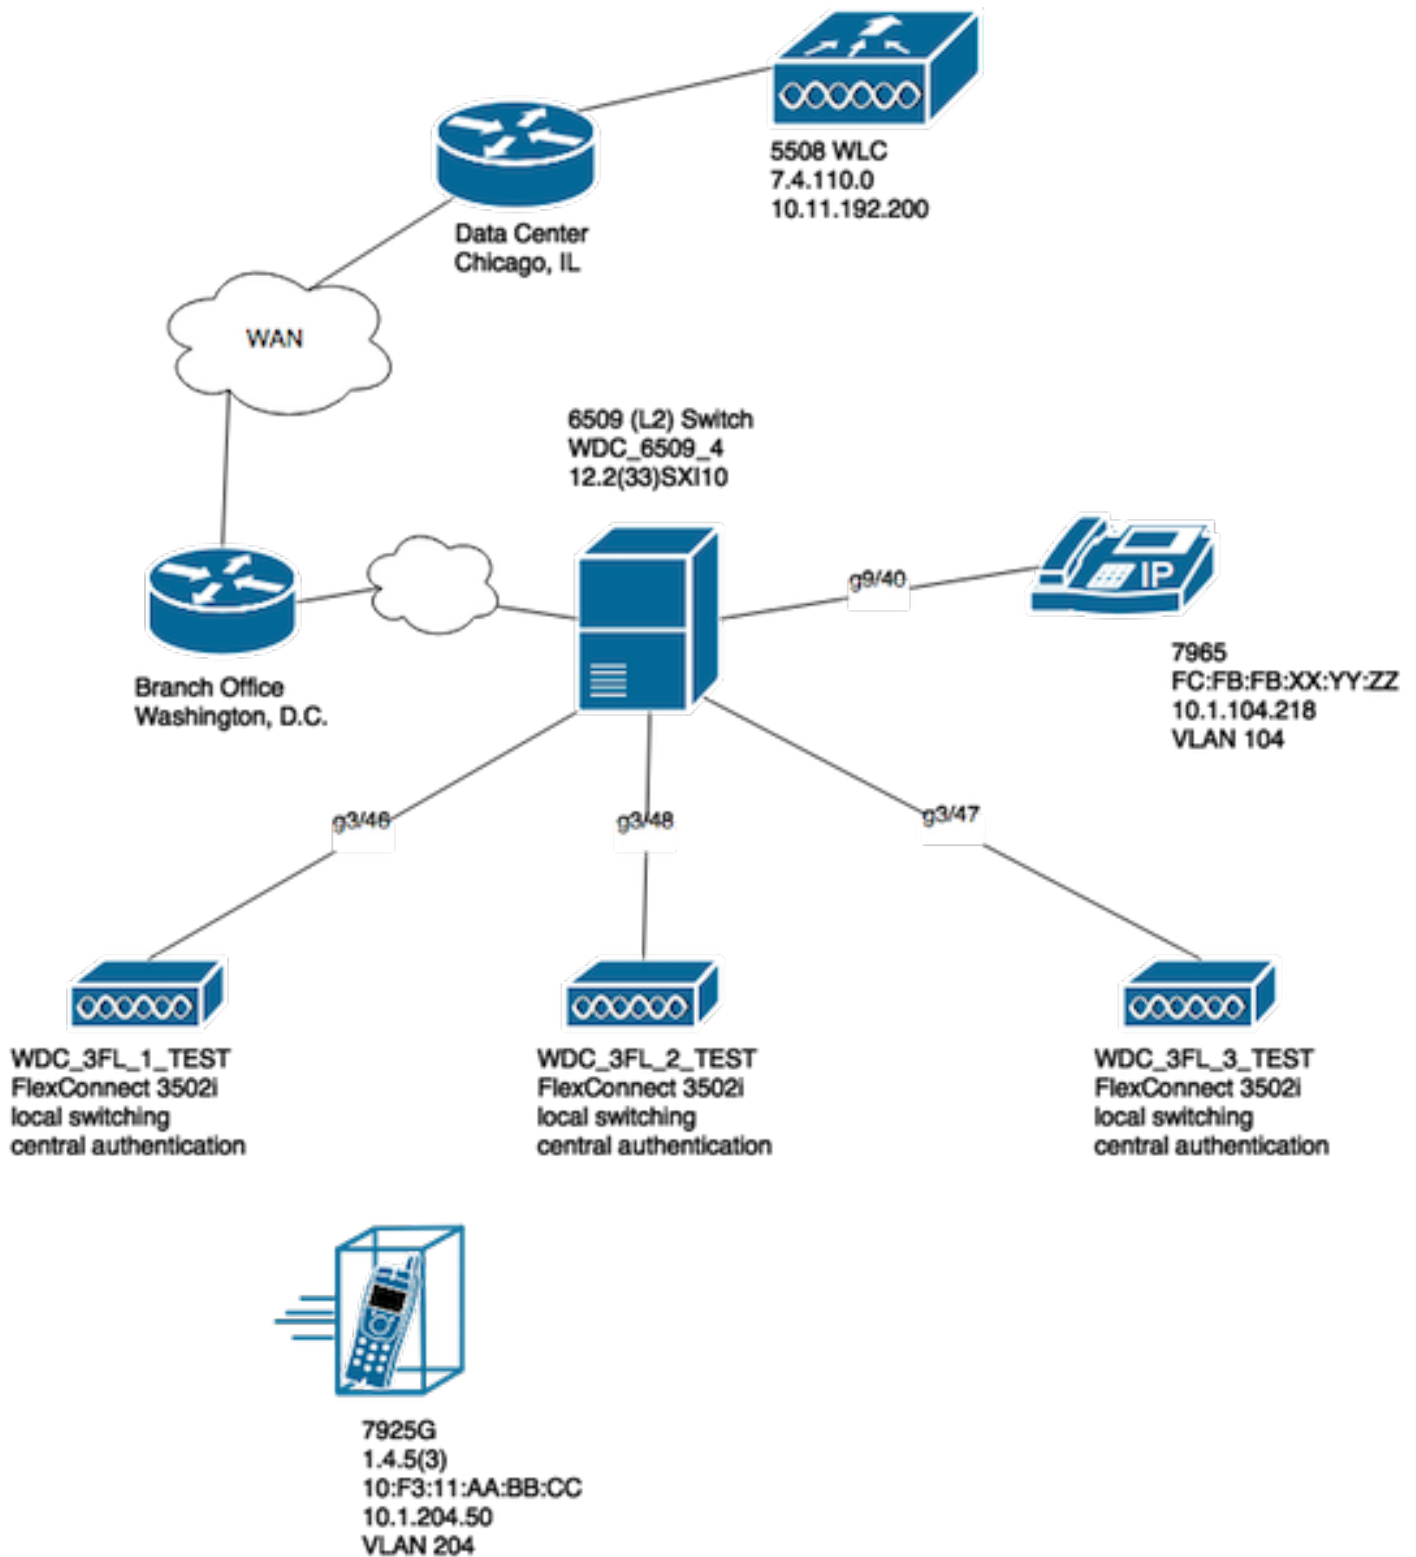 5508 WLC
7.4.110.0
10.11.192.200
Data Center
Chicago, IL
WAN
6509 (L2) Switch
WDC_6509_4
12.2(33)SXI10
g9/40
IP
7965
FC:FB:FB:XX:YY:ZZ
10.1.104.218
VLAN 104
Branch Office
Washington, D.C.
g3/46
g3/48
g3/47
WDC_3FL_1_TEST
FlexConnect 3502i
local switching
central authentication
WDC_3FL_2_TEST
FlexConnect 3502i
local switching
central authentication
WDC_3FL_3_TEST
FlexConnect 3502i
local switching
central authentication
7925G
1.4.5(3)
10:F3:11:AA:BB:CC
10.1.204.50
VLAN 204